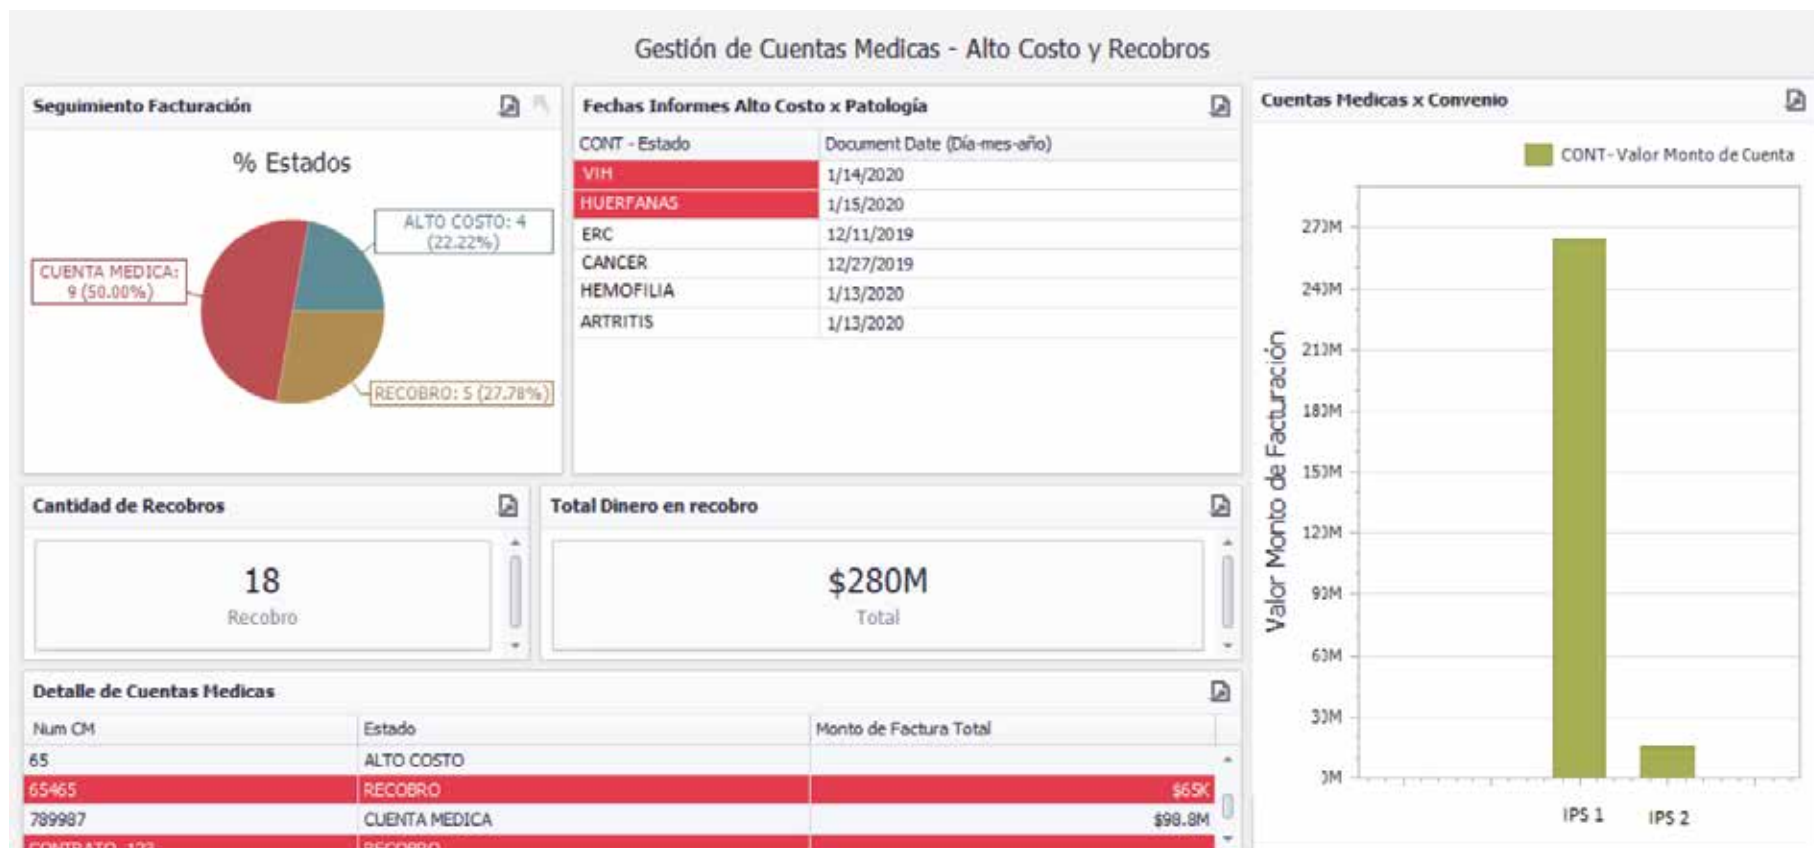 Gestión de Cuentas Medicas - Alto Costo y Recobros
Seguimiento Facturación
% Estados
ALTO COSTO: 4
(22.22%)
CUENTA MEDICA:
9 (50.00%)
RECOBRO: 5 (27.78%)
Fechas Informes Alto Costo x Patología
CONT - Estado Document Date (Día-mes-año)
VIH 1/14/2020
HUERFANAS 1/15/2020
ERC 12/11/2019
CANCER 12/27/2019
HEMOFILIA 1/13/2020
ARTRITIS 1/13/2020
Cantidad de Recobros
18
Recobro
Total Dinero en recobro
$280M
Total
Detalle de Cuentas Medicas
Num CM Estado Monto de Factura Total
65 ALTO COSTO
65465 RECOBRO $65K
789987 CUENTA MEDICA $98.8M
Cuentas Medicas x Convenio
CONT- Valor Monto de Cuenta
Valor Monto de Facturación
270M
240M
210M
180M
150M
120M
90M
60M
30M
0M
IPS 1
IPS 2